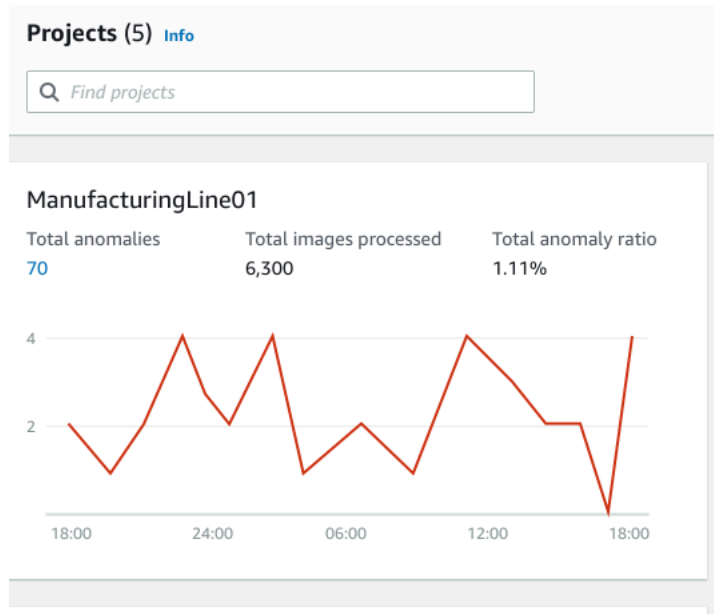 Projects (5) Info
Find projects
ManufacturingLine01
Total anomalies Total images processed Total anomaly ratio
70 6,300 1.11%
4
2
18:00 24:00 06:00 12:00 18:00